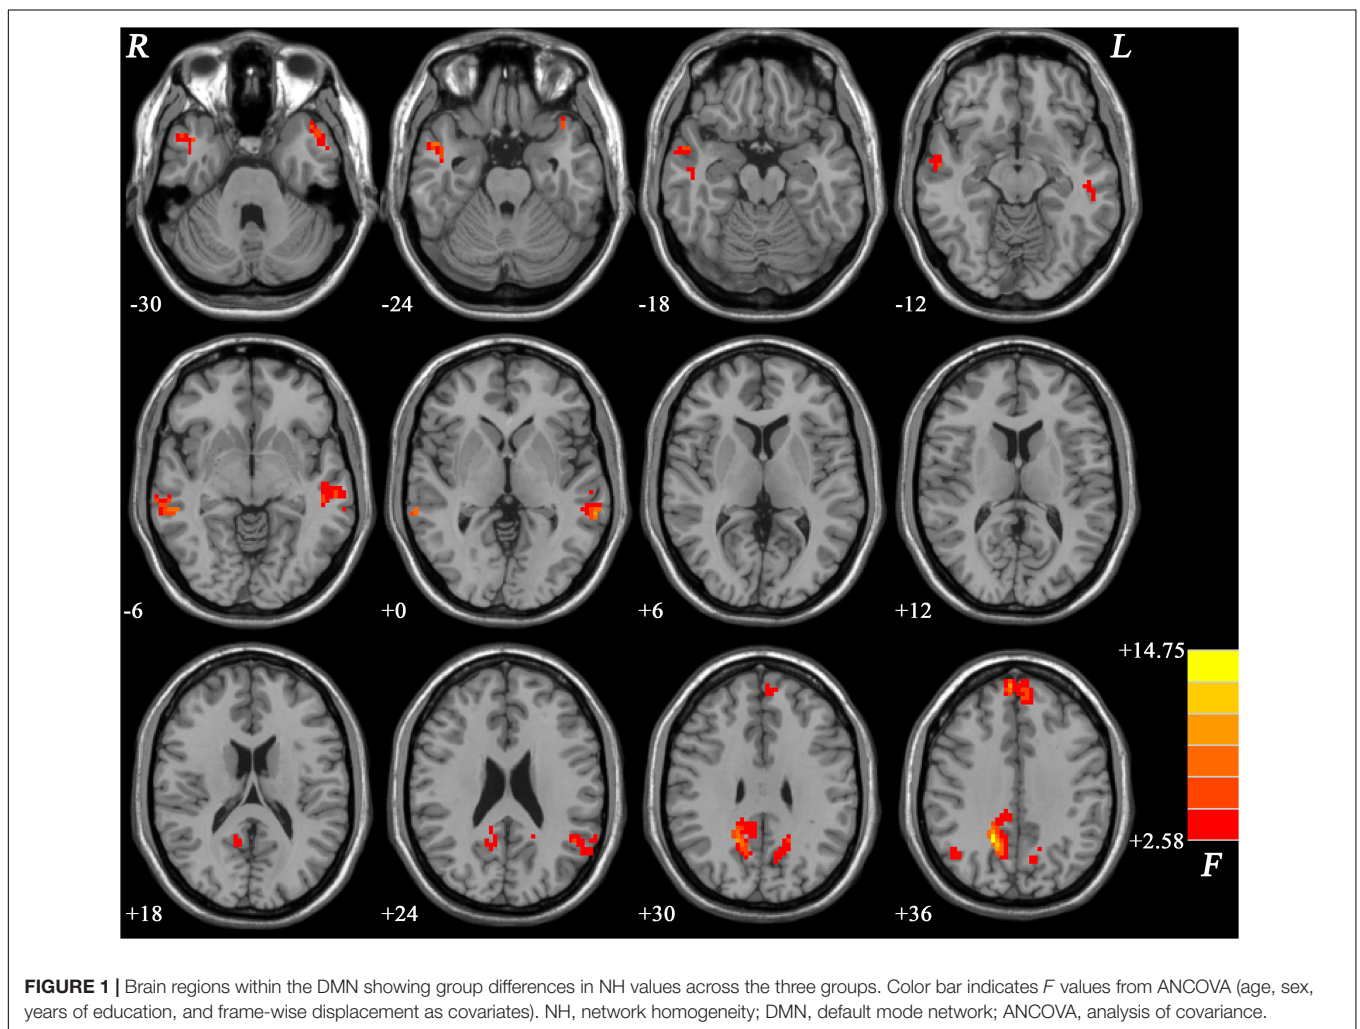 R
L
-30
-24
-18
-12
-6
+0
+6
+12
+14.75
+2.58
F
+18
+24
+30
+36
FIGURE 1 | Brain regions within the DMN showing group differences in NH values across the three groups. Color bar indicates F values from ANCOVA (age, sex,
years of education, and frame-wise displacement as covariates). NH, network homogeneity; DMN, default mode network; ANCOVA, analysis of covariance.